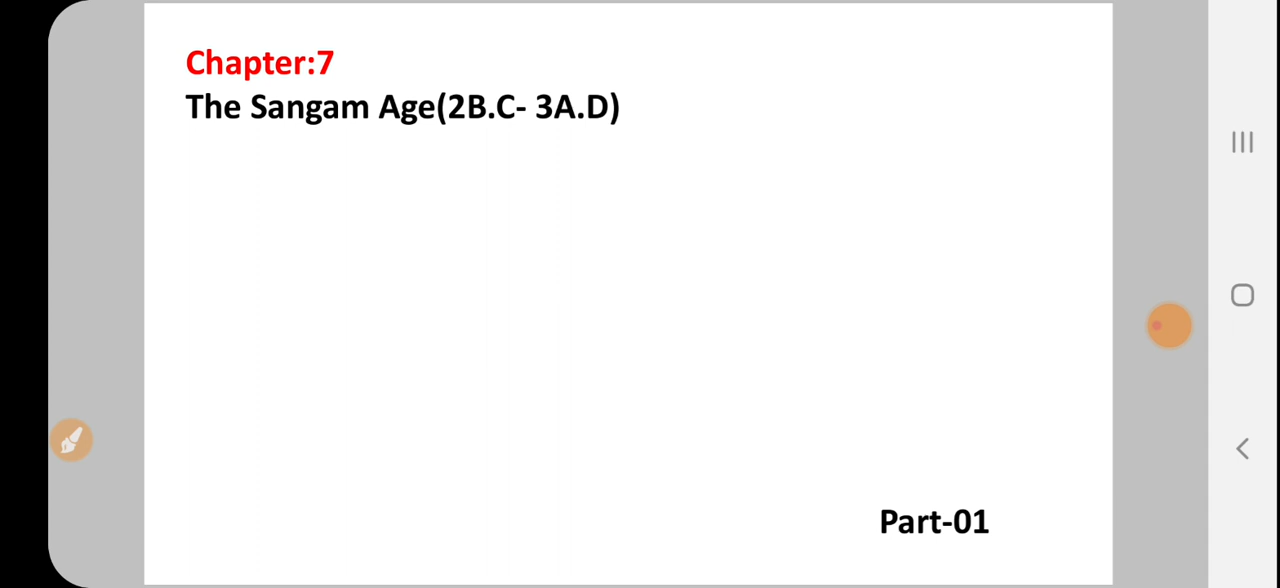 Chapter:7
The Sangam Age(2B.C- 3A.D)
Part-01